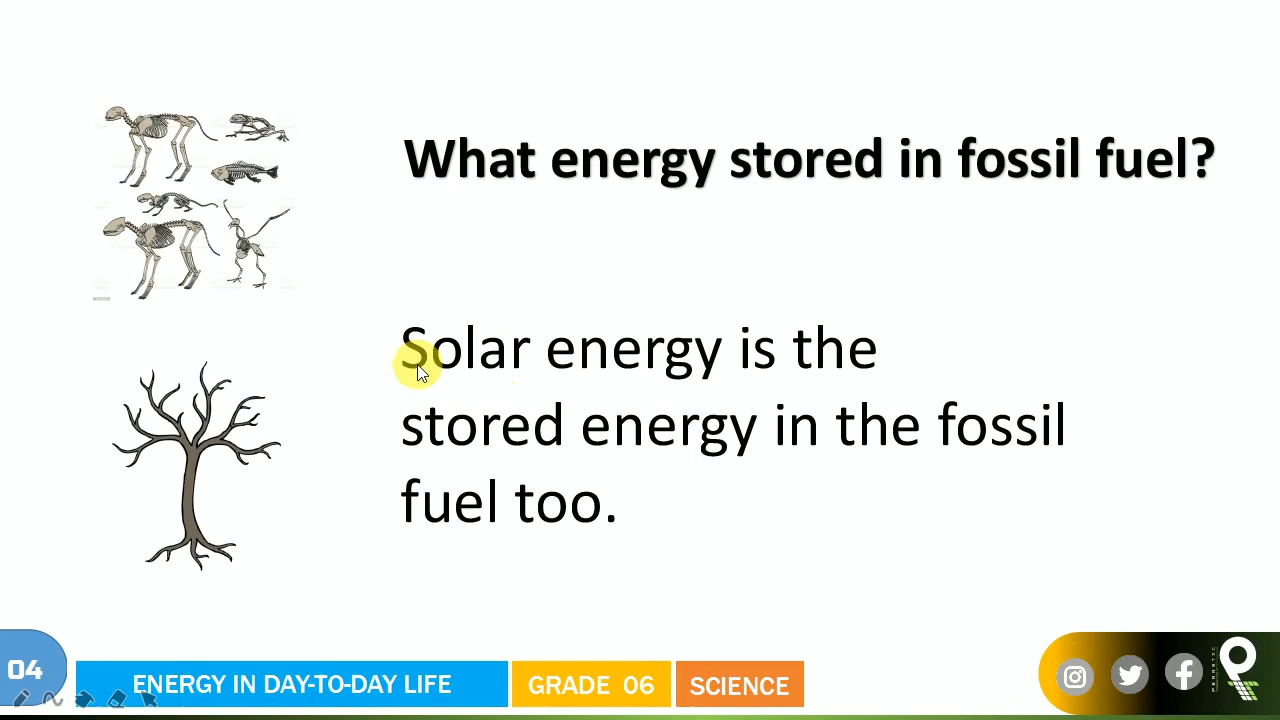 What energy stored in fossil fuel?
Solar energy is the
stored energy in the fossil
fuel too.
04
ENERGY IN DAY-TO-DAY LIFE
GRADE 06
SCIENCE